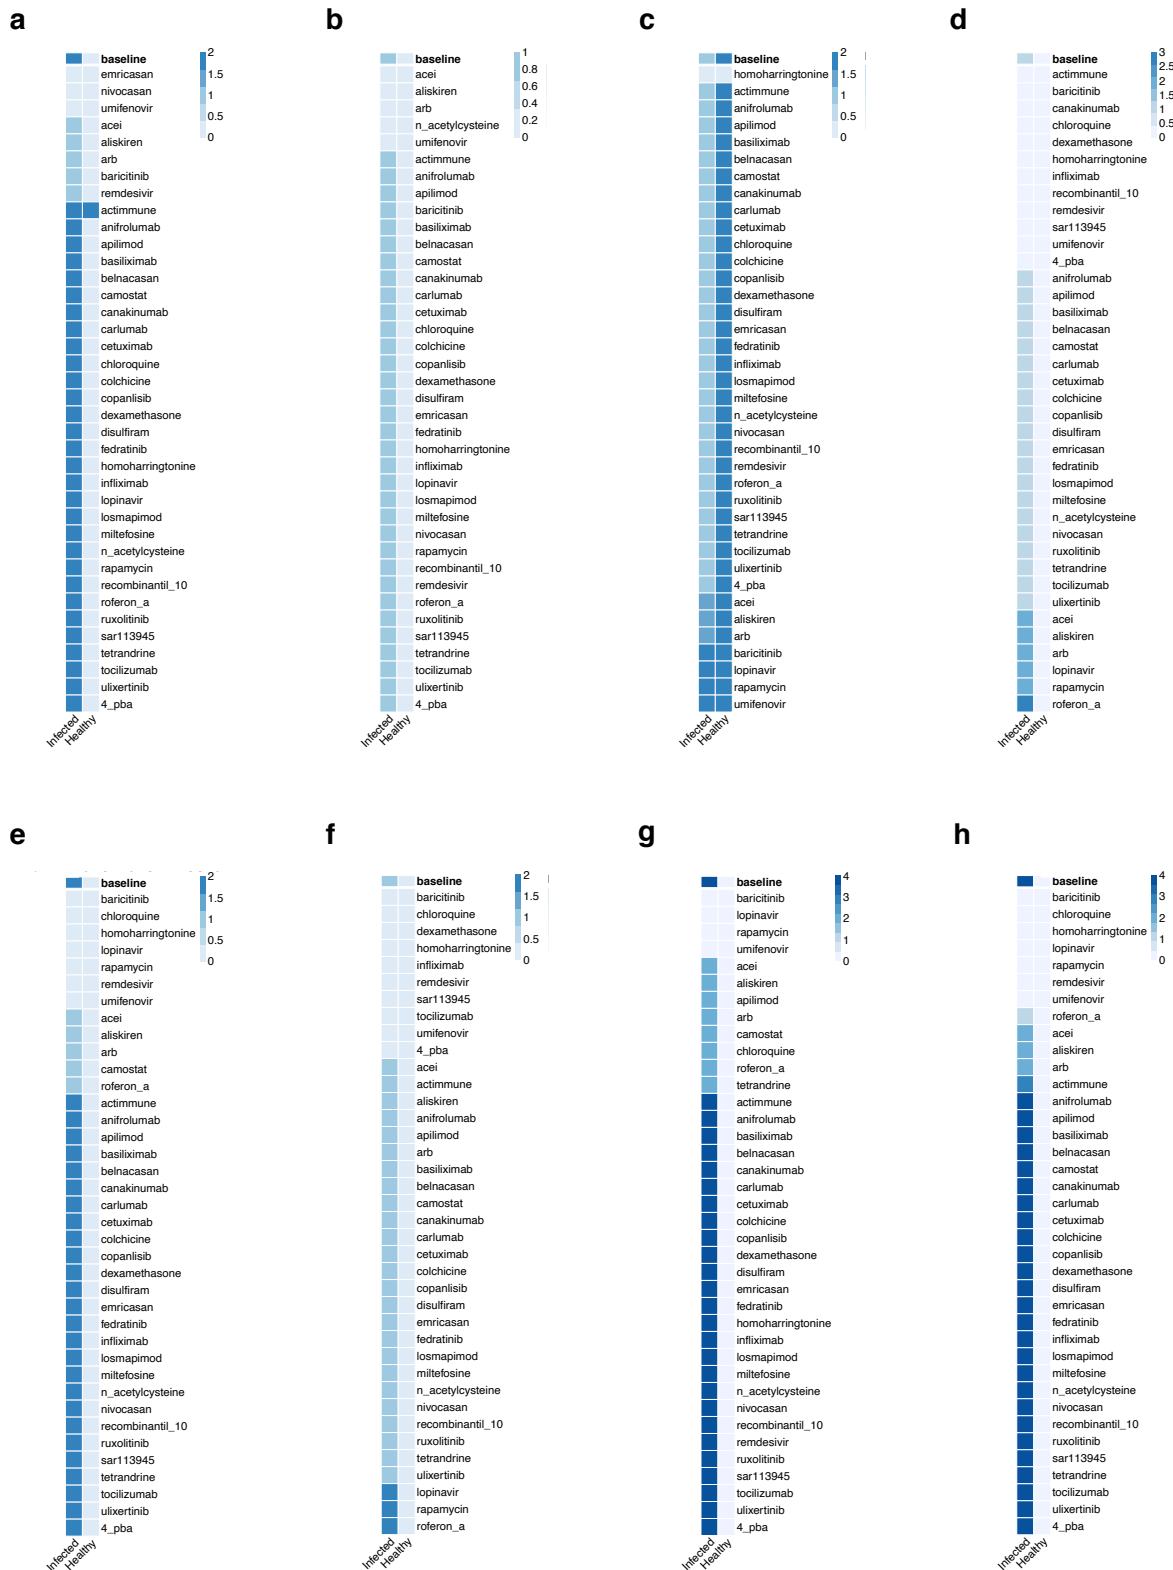 a
baseline
emricasan
nivocasan
umifenovir
acei
aliskiren
arb
baricitinib
remdesivir
actimmune
anifrolumab
apilimod
basiliximab
belnacasan
camostat
canakinumab
carlumab
cetuximab
chloroquine
colchicine
copanlisib
dexamethasone
disulfiram
fedratinib
homoharringtonine
infliximab
lopinavir
losmapimod
miltefosine
n_acetylcysteine
rapamycin
recombinantil_10
roferon_a
ruxolitinib
sar113945
tetrandrine
tocilizumab
ulixertinib
4_pba
Infected
Healthy
2
1.5
1
0.5
0
b
baseline
acei
aliskiren
arb
n_acetylcysteine
umifenovir
actimmune
anifrolumab
apilimod
baricitinib
basiliximab
belnacasan
camostat
canakinumab
carlumab
cetuximab
chloroquine
colchicine
copanlisib
dexamethasone
disulfiram
emricasan
fedratinib
homoharringtonine
infliximab
lopinavir
losmapimod
miltefosine
nivocasan
rapamycin
recombinantil_10
remdesivir
roferon_a
ruxolitinib
sar113945
tetrandrine
tocilizumab
ulixertinib
4_pba
Infected
Healthy
1
0.8
0.6
0.4
0.2
0
c
baseline
homoharringtonine
actimmune
anifrolumab
apilimod
basiliximab
belnacasan
camostat
canakinumab
carlumab
cetuximab
chloroquine
colchicine
copanlisib
dexamethasone
disulfiram
emricasan
fedratinib
infliximab
losmapimod
miltefosine
n_acetylcysteine
nivocasan
recombinantil_10
remdesivir
roferon_a
ruxolitinib
sar113945
tetrandrine
tocilizumab
ulixertinib
4_pba
acei
aliskiren
arb
baricitinib
lopinavir
rapamycin
umifenovir
Infected
Healthy
2
1.5
1
0.5
0
d
baseline
actimmune
baricitinib
canakinumab
chloroquine
dexamethasone
homoharringtonine
infliximab
recombinantil_10
remdesivir
sar113945
umifenovir
4_pba
anifrolumab
apilimod
basiliximab
belnacasan
camostat
carlumab
cetuximab
colchicine
copanlisib
disulfiram
emricasan
fedratinib
losmapimod
miltefosine
n_acetylcysteine
nivocasan
ruxolitinib
tetrandrine
tocilizumab
ulixertinib
acei
aliskiren
arb
lopinavir
rapamycin
roferon_a
Infected
Healthy
3
2.5
2
1.5
1
0.5
0
e
baseline
baricitinib
chloroquine
homoharringtonine
lopinavir
rapamycin
remdesivir
umifenovir
acei
aliskiren
arb
camostat
roferon_a
actimmune
anifrolumab
apilimod
basiliximab
belnacasan
canakinumab
carlumab
cetuximab
colchicine
copanlisib
dexamethasone
disulfiram
emricasan
fedratinib
infliximab
losmapimod
miltefosine
n_acetylcysteine
nivocasan
recombinantil_10
ruxolitinib
sar113945
tetrandrine
tocilizumab
ulixertinib
4_pba
Infected
Healthy
2
1.5
1
0.5
0
f
baseline
baricitinib
chloroquine
dexamethasone
homoharringtonine
infliximab
remdesivir
sar113945
tocilizumab
umifenovir
4_pba
acei
actimmune
aliskiren
anifrolumab
apilimod
arb
basiliximab
belnacasan
camostat
canakinumab
carlumab
cetuximab
colchicine
copanlisib
disulfiram
emricasan
fedratinib
losmapimod
miltefosine
n_acetylcysteine
nivocasan
recombinantil_10
ruxolitinib
tetrandrine
ulixertinib
lopinavir
rapamycin
roferon_a
Infected
Healthy
2
1.5
1
0.5
0
g
baseline
baricitinib
lopinavir
rapamycin
umifenovir
acei
aliskiren
apilimod
arb
camostat
chloroquine
roferon_a
tetrandrine
actimmune
anifrolumab
basiliximab
belnacasan
canakinumab
carlumab
cetuximab
colchicine
copanlisib
dexamethasone
disulfiram
emricasan
fedratinib
homoharringtonine
infliximab
losmapimod
miltefosine
n_acetylcysteine
nivocasan
recombinantil_10
remdesivir
ruxolitinib
sar113945
tocilizumab
ulixertinib
4_pba
Infected
Healthy
4
3
2
1
0
h
baseline
baricitinib
chloroquine
homoharringtonine
lopinavir
rapamycin
remdesivir
umifenovir
roferon_a
acei
aliskiren
arb
actimmune
anifrolumab
apilimod
basiliximab
belnacasan
camostat
canakinumab
carlumab
cetuximab
colchicine
copanlisib
dexamethasone
disulfiram
emricasan
fedratinib
infliximab
losmapimod
miltefosine
n_acetylcysteine
nivocasan
recombinantil_10
ruxolitinib
sar113945
tetrandrine
tocilizumab
ulixertinib
4_pba
Infected
Healthy
4
3
2
1
0